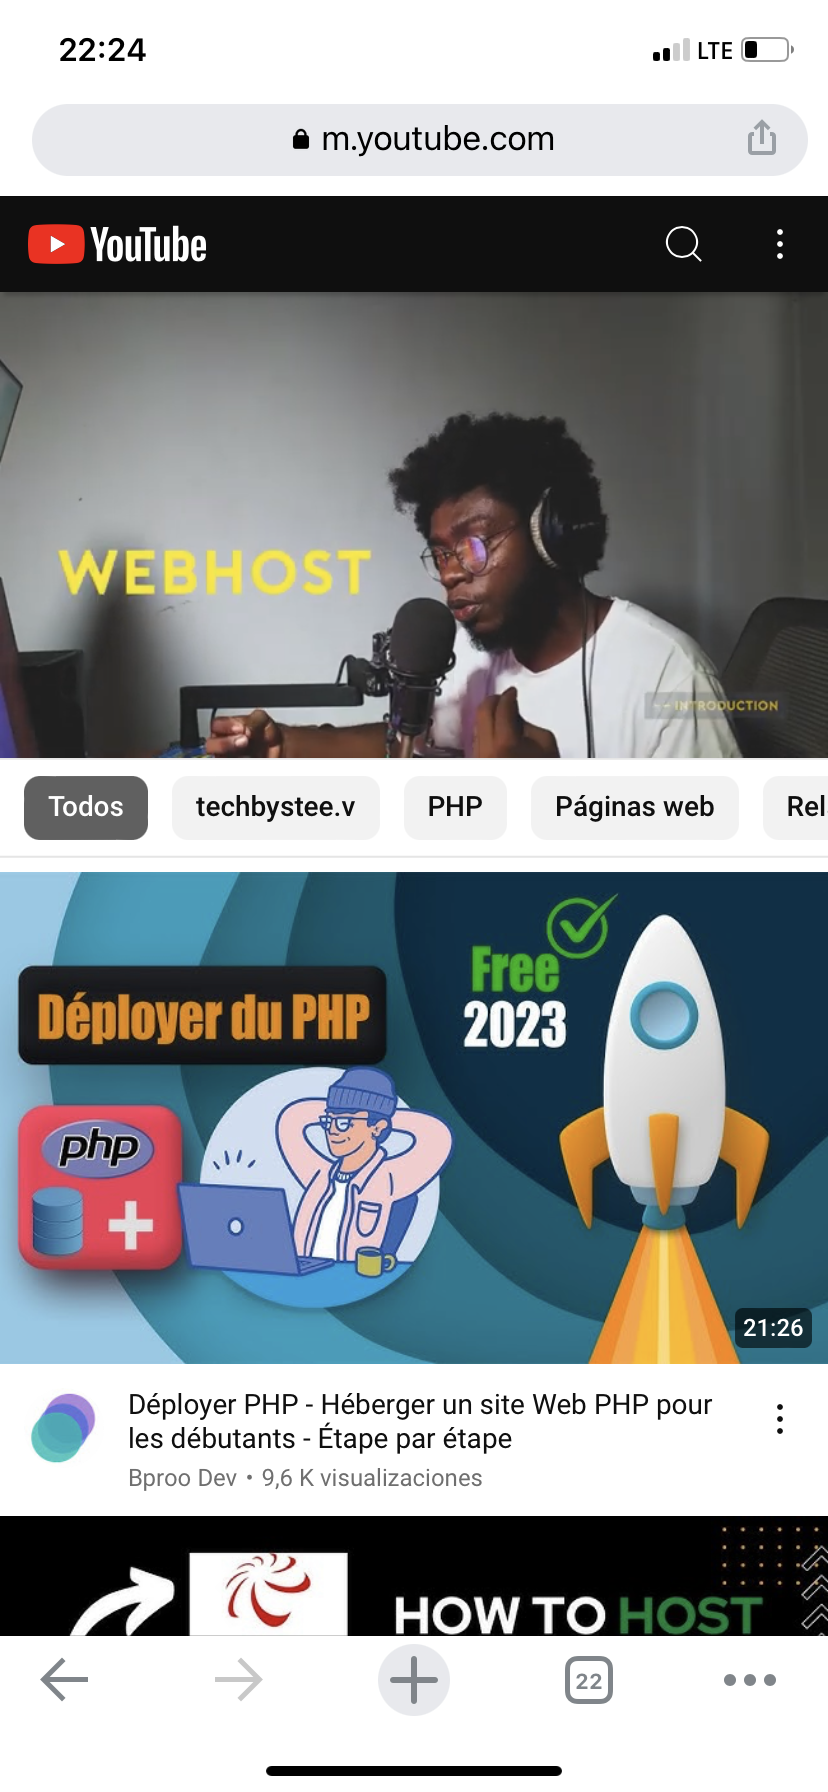 22:24
LTE
m.youtube.com
YouTube
WEBHOST
INTRODUCTION
Todos
techbystee.v
PHP
Páginas web
Rel
Free
2023
Déployer du PHP
php
21:26
Déployer PHP - Héberger un site Web PHP pour
les débutants - Étape par étape
Bproo Dev • 9,6 K visualizaciones
HOW TO HOST
22